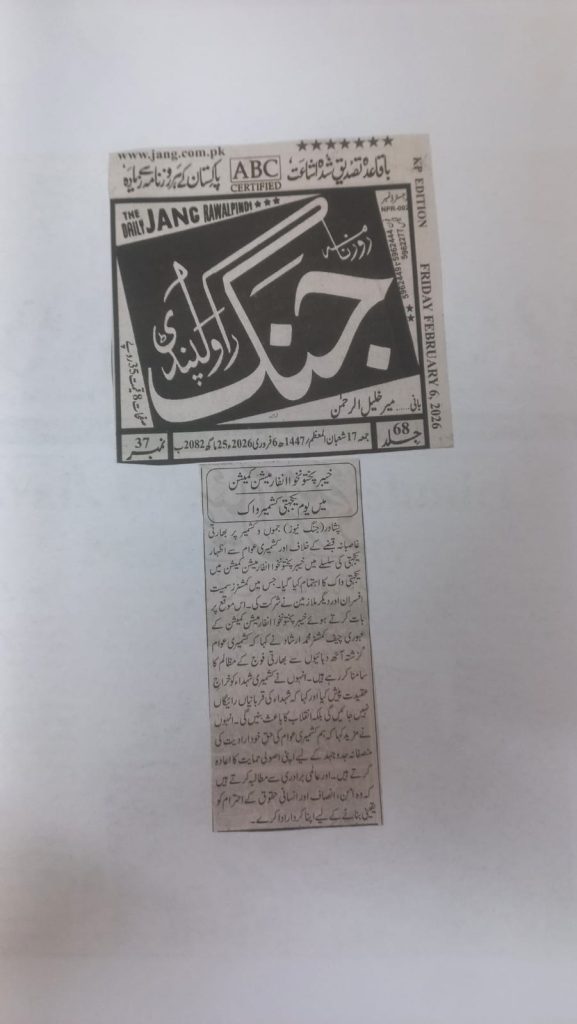 www.jang.com.pk
★★★★★★★
ABC
CERTIFIED
باقاعدہ تصدیق شدہ اشاعت
KP EDITION FRIDAY FEBRUARY 6, 2026
THE DAILY JANG RAWALPINDI ★★★
روزنامہ
جنگ
راولپنڈی
صفحات 8 قیمت 35 روپے
بانی ..... میر خلیل الرحمن
جلد 68
جمعہ 17 شعبان المعظم 1447ھ 6 فروری 2026، 25 ماگھ 2082 ب
نمبر 37
خیبر پختونخوا انفارمیشن کمیشن
میں یوم یکجہتی کشمیر واک
پشاور (جنگ نیوز) جموں و کشمیر پر بھارتی
غاصبانہ قبضے کے خلاف اور کشمیری عوام سے اظہار
یکجہتی کی سلسلے میں خیبر پختونخوا انفارمیشن کمیشن میں
یکجہتی واک کا اہتمام کیا گیا۔ جس میں کمشنرز سمیت
افسران اور دیگر ملازمین نے شرکت کی۔ اس موقع پر
بات کرتے ہوئے خیبر پختونخوا انفارمیشن کمیشن کے
عبوری چیف کمشنر محمد ارشاد نے کہا کہ کشمیری عوام
گزشتہ آٹھ دہائیوں سے بھارتی فوج کے مظالم کا
سامنا کر رہے ہیں۔ انہوں نے کشمیری شہداء کو خراج
عقیدت پیش کیا اور کہا کہ شہداء کی قربانیاں رائیگاں
نہیں جائیں گی بلکہ انقلاب کا باعث بنیں گی۔ انہوں
نے مزید کہا کہ ہم کشمیری عوام کی حق خود ارادیت کی
منصفانہ جدوجہد کے لیے اپنی اصولی حمایت کا اعادہ
کرتے ہیں۔ اور عالمی برادری سے مطالبہ کرتے ہیں
کہ وہ امن، انصاف اور انسانی حقوق کے احترام کو
یقینی بنانے کے لیے اپنا کردار ادا کرے۔